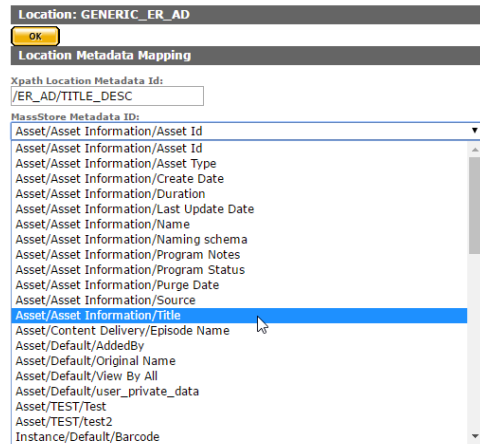 Location: GENERIC_ER_AD
OK
Location Metadata Mapping
Xpath Location Metadata Id:
/ER_AD/TITLE_DESC
MassStore Metadata ID:
Asset/Asset Information/Asset Id
Asset/Asset Information/Asset Id
Asset/Asset Information/Asset Type
Asset/Asset Information/Create Date
Asset/Asset Information/Duration
Asset/Asset Information/Last Update Date
Asset/Asset Information/Name
Asset/Asset Information/Naming schema
Asset/Asset Information/Program Notes
Asset/Asset Information/Program Status
Asset/Asset Information/Purge Date
Asset/Asset Information/Source
Asset/Asset Information/Title
Asset/Content Delivery/Episode Name
Asset/Default/AddedBy
Asset/Default/Original Name
Asset/Default/View By All
Asset/Default/user_private_data
Asset/TEST/Test
Asset/TEST/test2
Instance/Default/Barcode